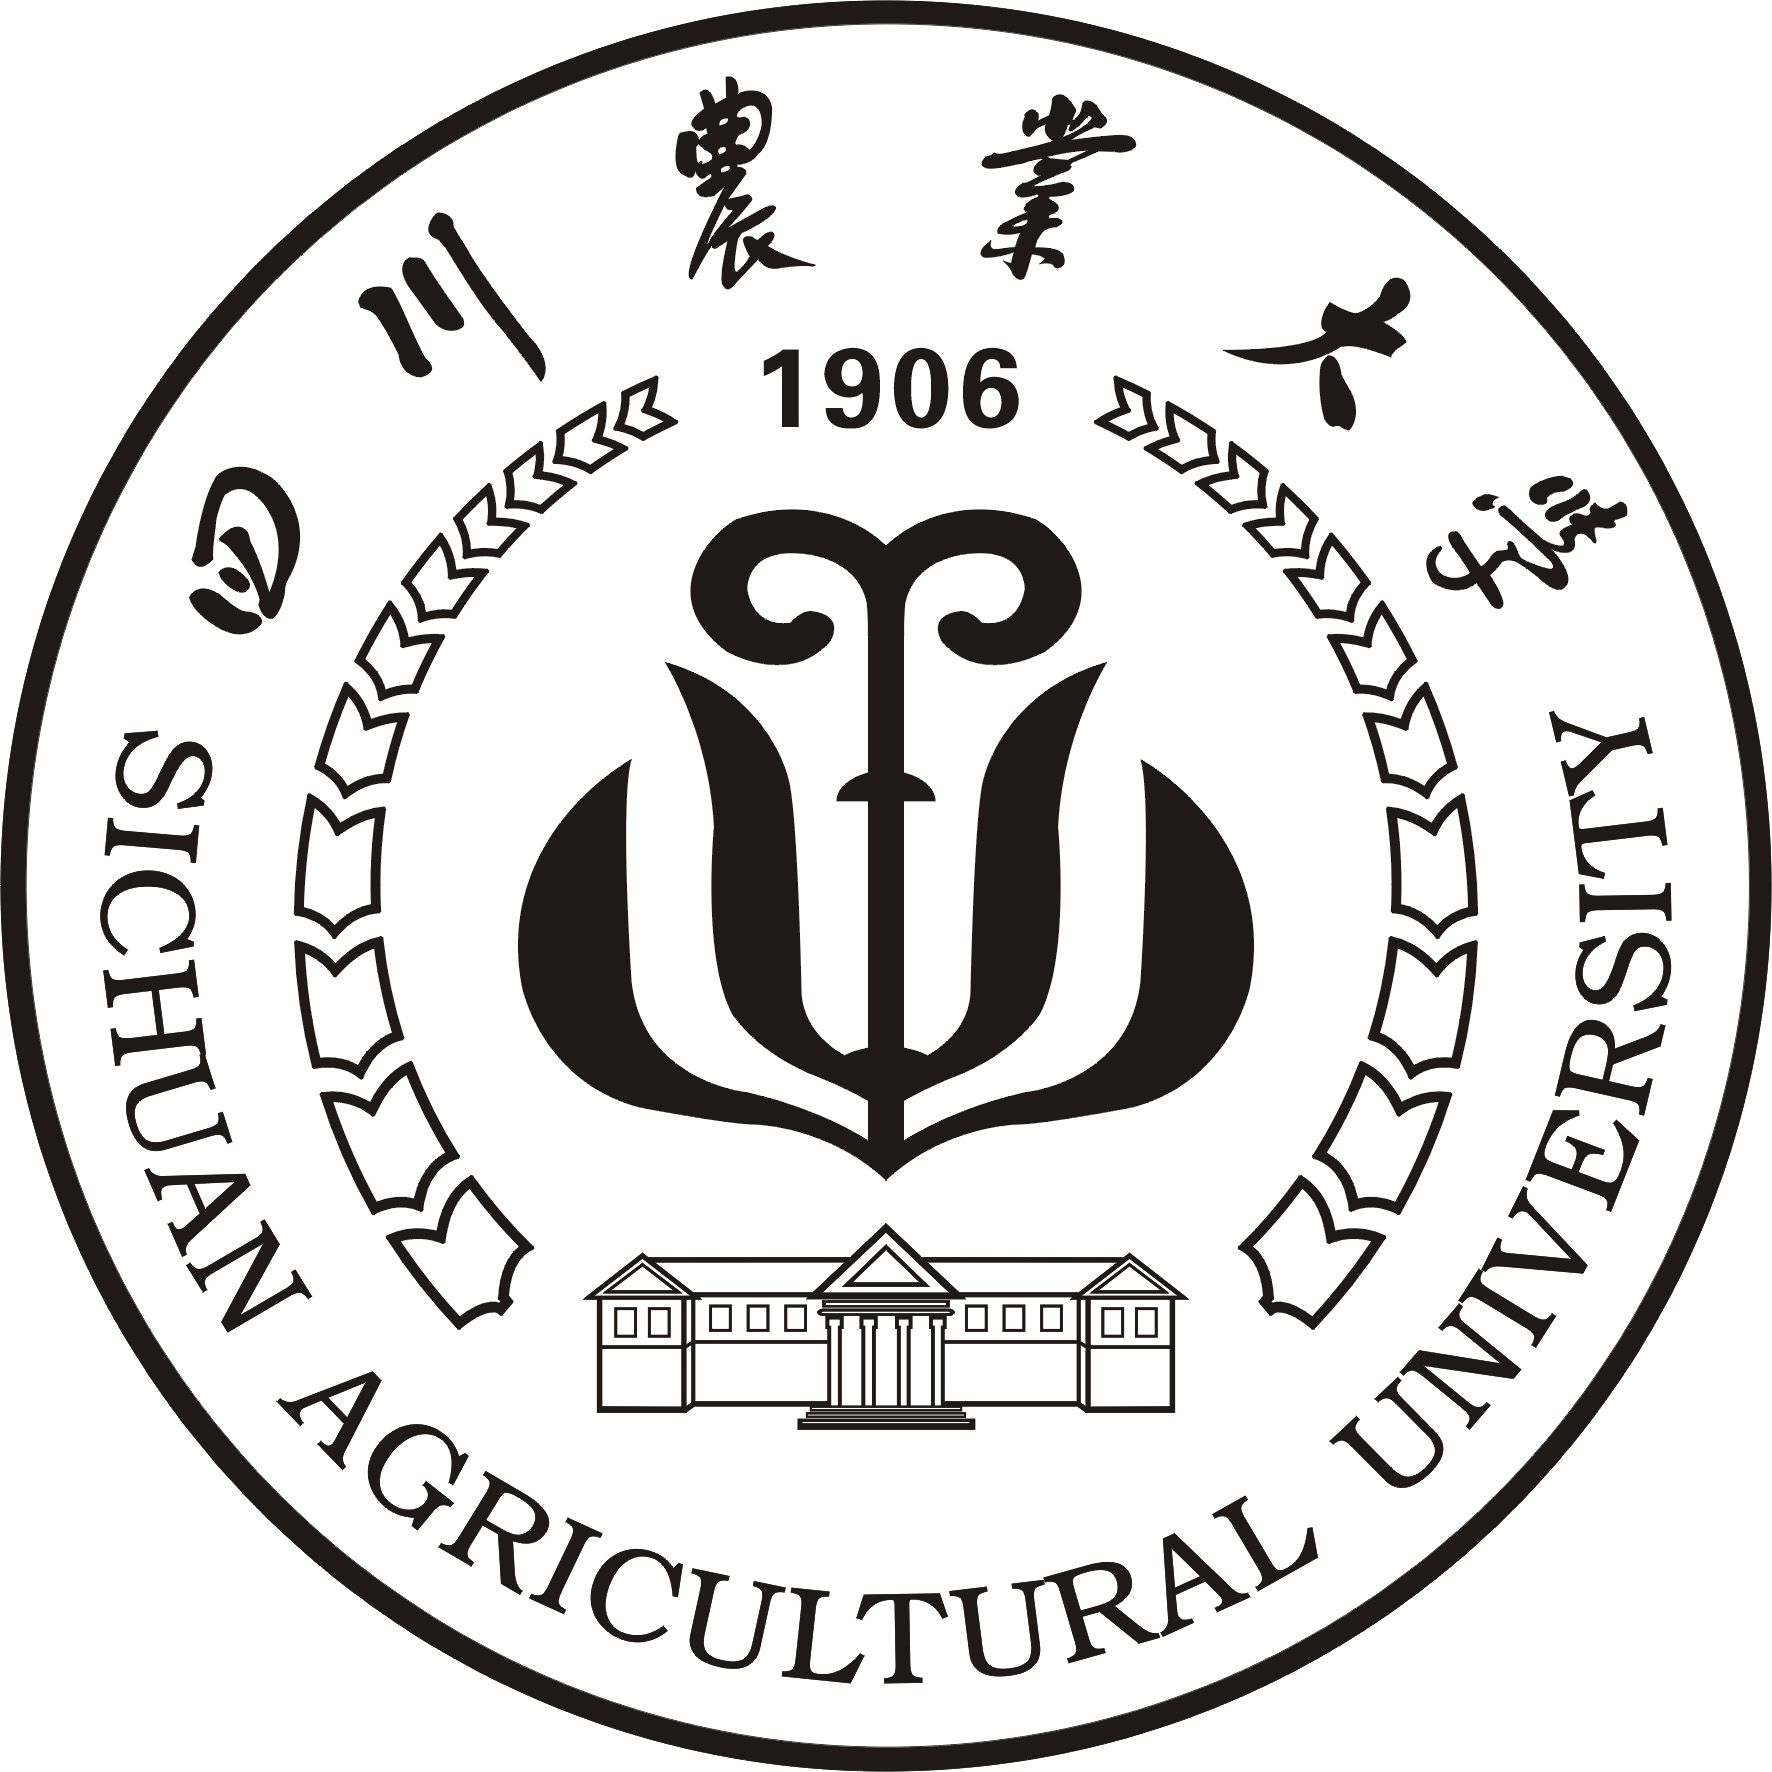 四川農業大學
1906
SICHUAN AGRICULTURAL UNIVERSITY